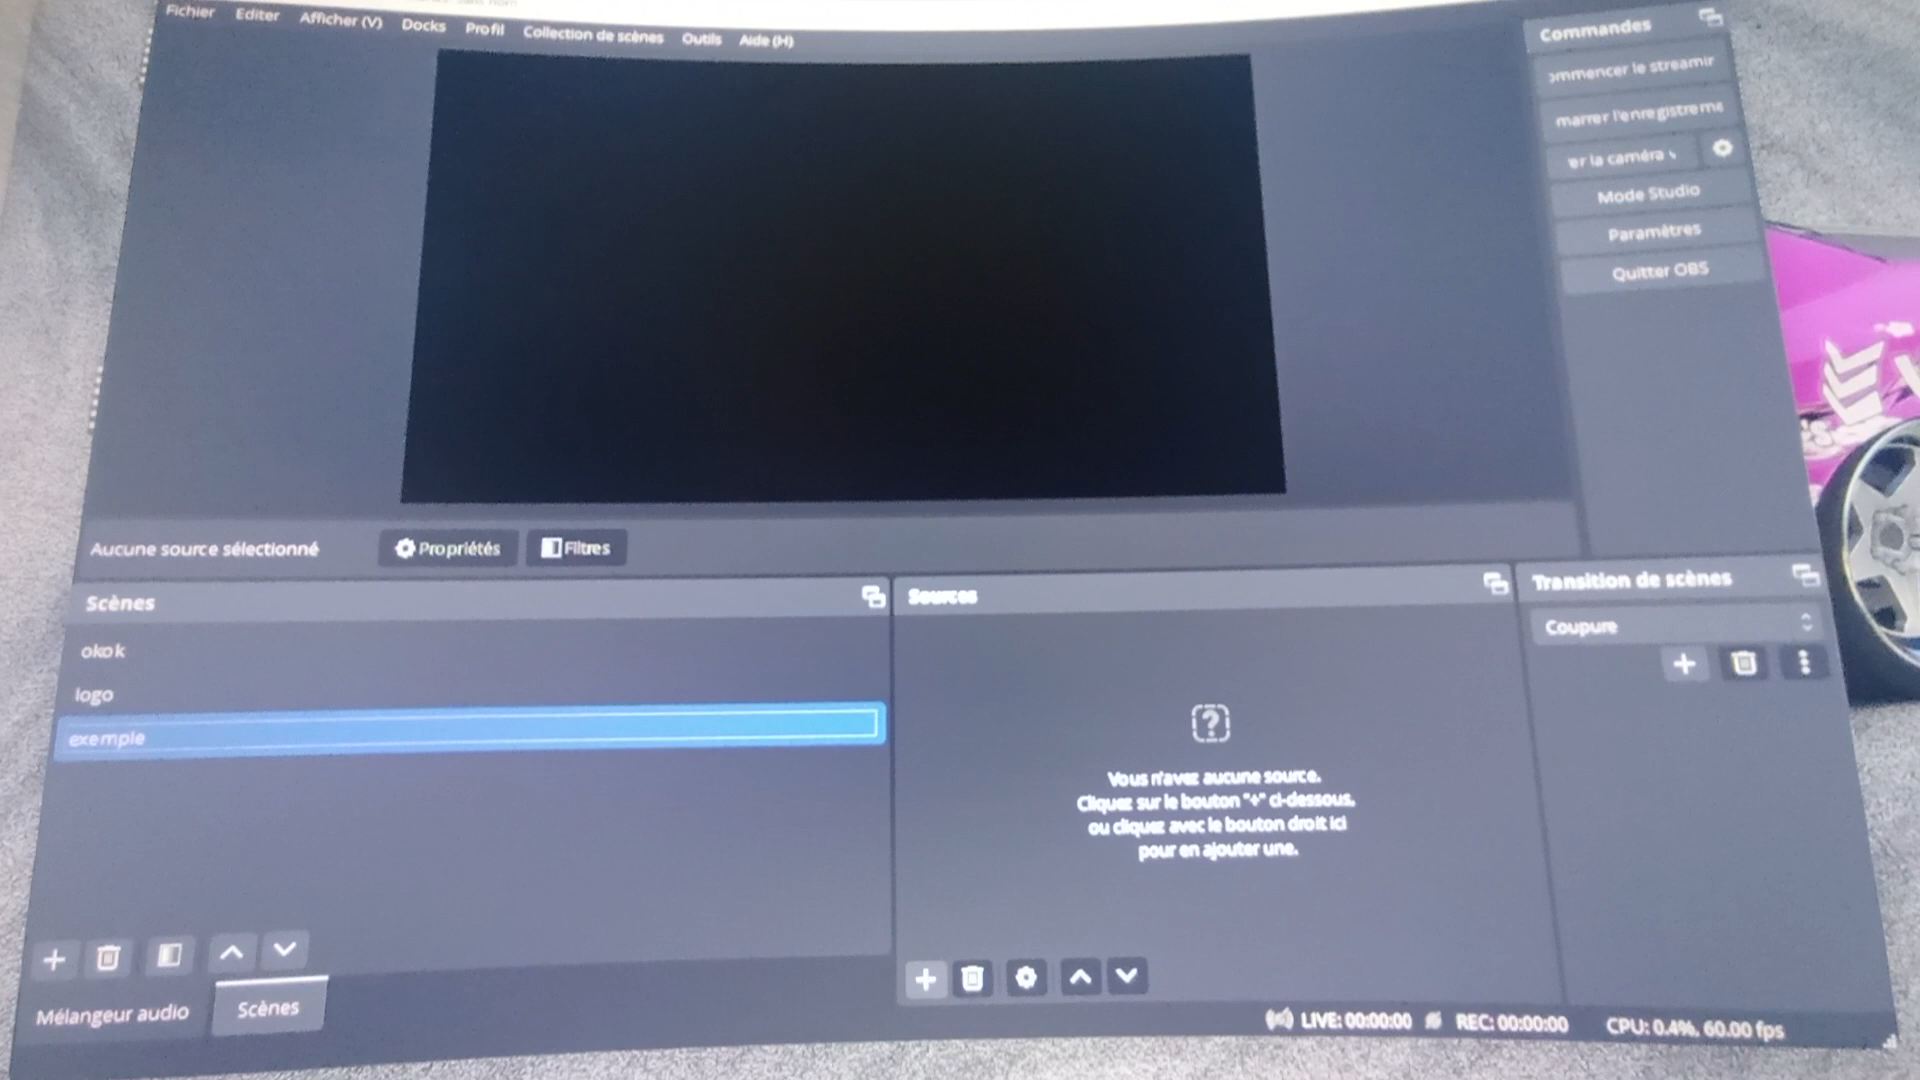 Fichier Editer Afficher (V) Docks Profil Collection de scènes Outils Aide (H)
Commandes
ommencer le streamir
marrer l'enregistreme
er la caméra
Mode Studio
Paramètres
Quitter OBS
Aucune source sélectionné
Propriétés
Filtres
Scènes
okok
logo
exemple
Sources
Vous n'avez aucune source.
Cliquez sur le bouton "+" ci-dessous,
ou cliquez avec le bouton droit ici
pour en ajouter une.
Transition de scènes
Coupure
Mélangeur audio
Scènes
LIVE: 00:00:00
REC: 00:00:00
CPU: 0.4%, 60.00 fps